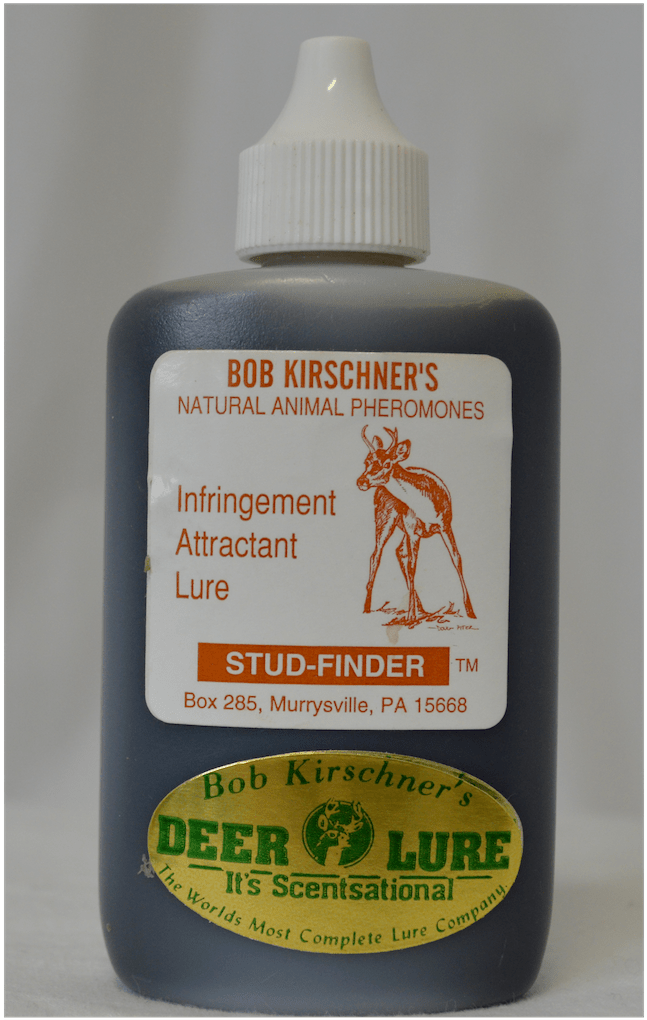 BOB KIRSCHNER'S
NATURAL ANIMAL PHEROMONES
Infringement
Attractant
Lure
STUD-FINDER TM
Box 285, Murrysville, PA 15668
Bob Kirschner's
DEER LURE
It's Scentsational
The Worlds Most Complete Lure Company.